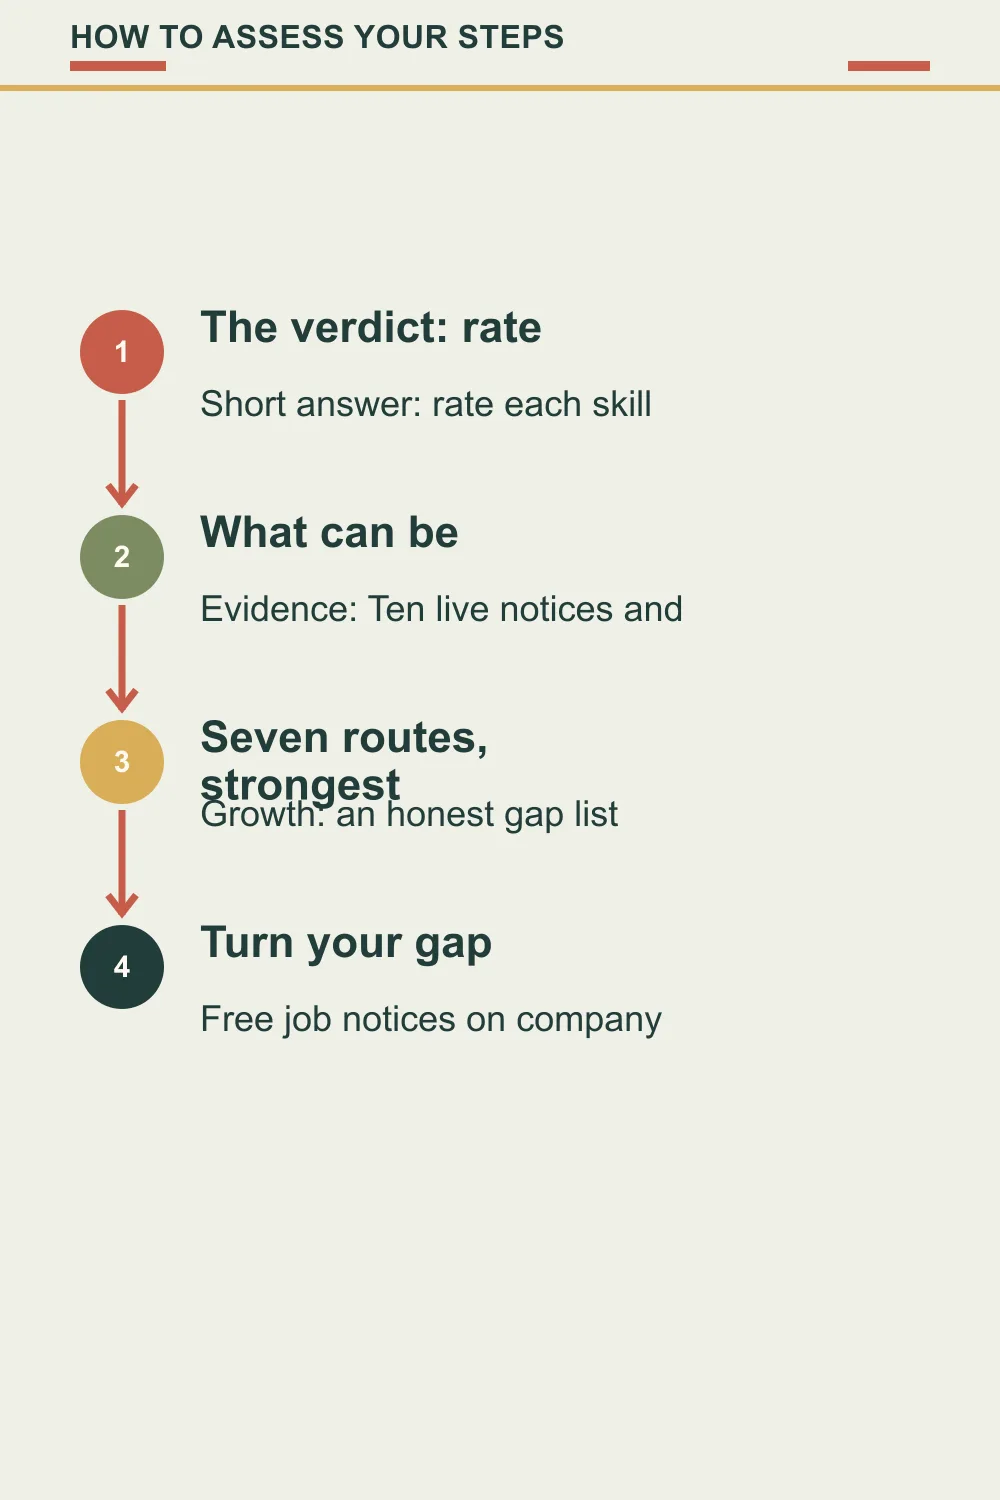 HOW TO ASSESS YOUR STEPS
1
The verdict: rate
Short answer: rate each skill
2
What can be
Evidence: Ten live notices and
3
Seven routes,
strongest
Growth: an honest gap list
4
Turn your gap
Free job notices on company